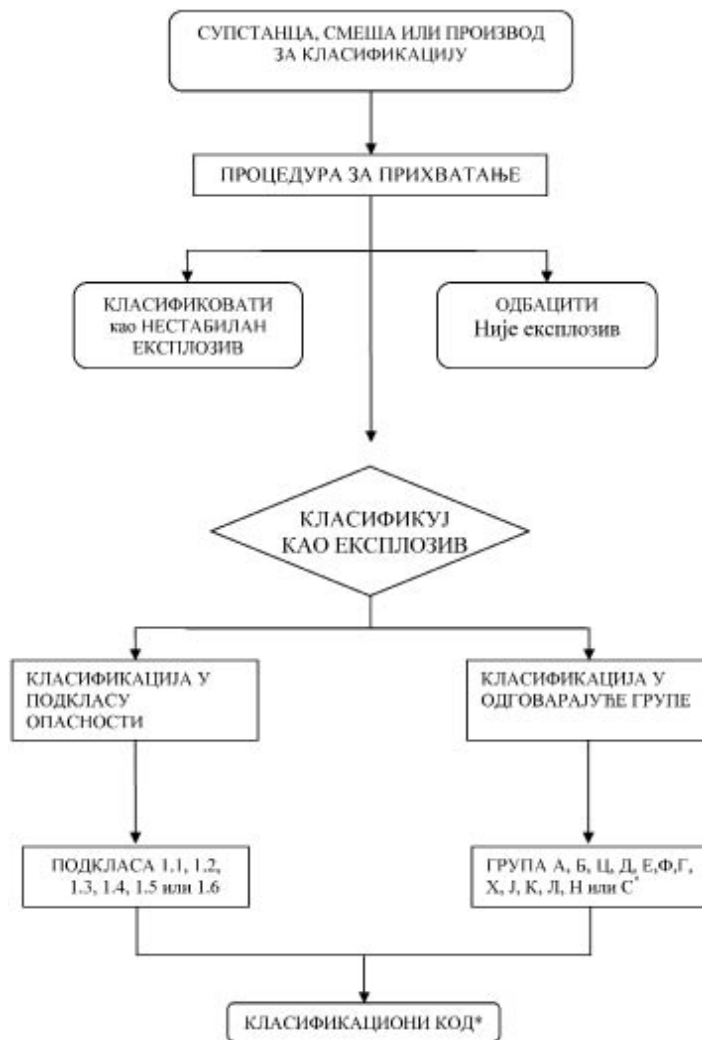 СУПСТАНЦА, СМЕША ИЛИ ПРОИЗВОД
ЗА КЛАСИФИКАЦИЈУ
ПРОЦЕДУРА ЗА ПРИХВАТАЊЕ
КЛАСИФИКОВАТИ
као НЕСТАБИЛАН
ЕКСПЛОЗИВ
ОДБАЦИТИ
Није експлозив
КЛАСИФИКУЈ
КАО ЕКСПЛОЗИВ
КЛАСИФИКАЦИЈА У
ПОДКЛАСУ
ОПАСНОСТИ
КЛАСИФИКАЦИЈА У
ОДГОВАРАЈУЋЕ ГРУПЕ
ПОДКЛАСА 1.1, 1.2,
1.3, 1.4, 1.5 или 1.6
ГРУПА А, Б, Ц, Д, Е,Ф,Г,
Х, Ј, К, Л, Н или С*
КЛАСИФИКАЦИОНИ КОД*